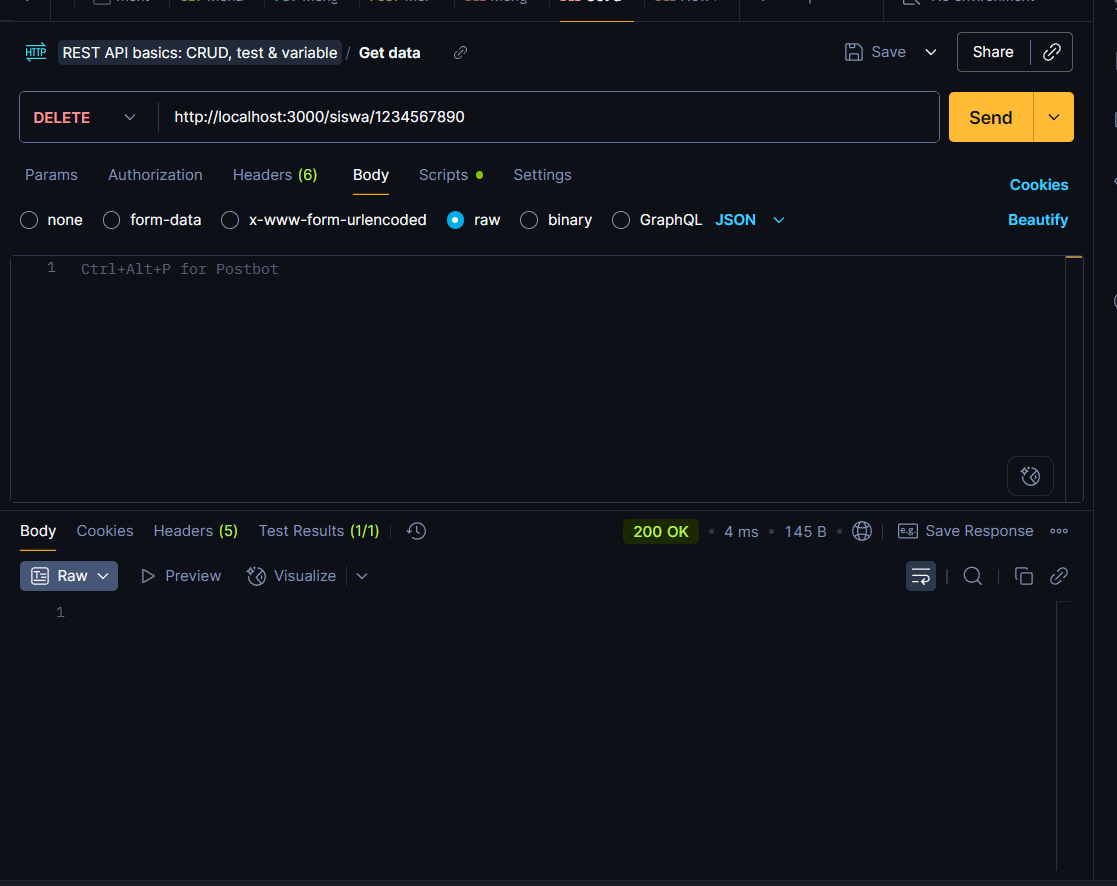 HTTP REST API basics: CRUD, test & variable / Get data
Save
Share
DELETE http://localhost:3000/siswa/1234567890
Send
Params Authorization Headers (6) Body Scripts Settings
Cookies
none form-data x-www-form-urlencoded raw binary GraphQL JSON
Beautify
1 Ctrl+Alt+P for Postbot
Body Cookies Headers (5) Test Results (1/1)
200 OK • 4 ms • 145 B
e.g. Save Response
Raw Preview Visualize
1